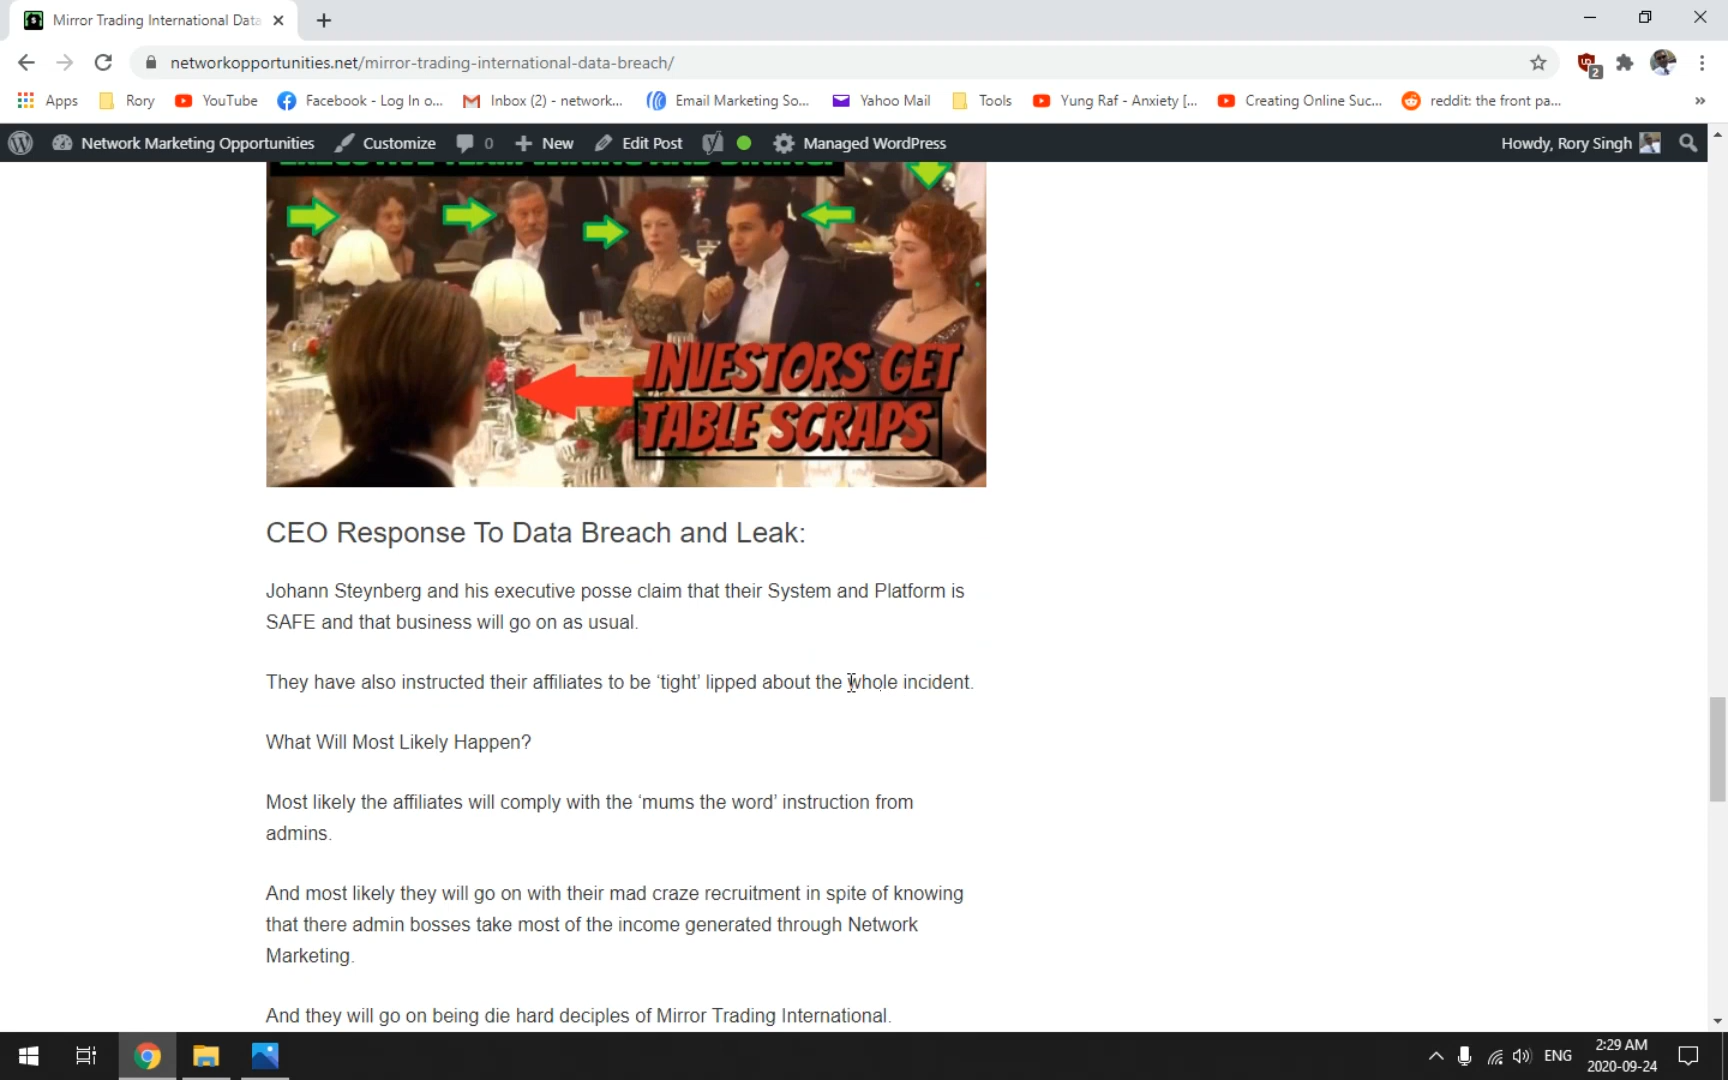 Mirror Trading International Data
networkopportunities.net/mirror-trading-international-data-breach/
2
Apps Rory YouTube Facebook - Log In o... Inbox (2) - network... Email Marketing So... Yahoo Mail Tools Yung Raf - Anxiety [... Creating Online Suc... reddit: the front pa... »
Network Marketing Opportunities Customize 0 New Edit Post Managed WordPress Howdy, Rory Singh
EXECUTIVE TEAM WINING AND DINING!
INVESTORS GET
TABLE SCRAPS
CEO Response To Data Breach and Leak:
Johann Steynberg and his executive posse claim that their System and Platform is
SAFE and that business will go on as usual.
They have also instructed their affiliates to be ‘tight’ lipped about the whole incident.
What Will Most Likely Happen?
Most likely the affiliates will comply with the ‘mums the word’ instruction from
admins.
And most likely they will go on with their mad craze recruitment in spite of knowing
that there admin bosses take most of the income generated through Network
Marketing.
And they will go on being die hard deciples of Mirror Trading International.
ENG
2:29 AM
2020-09-24